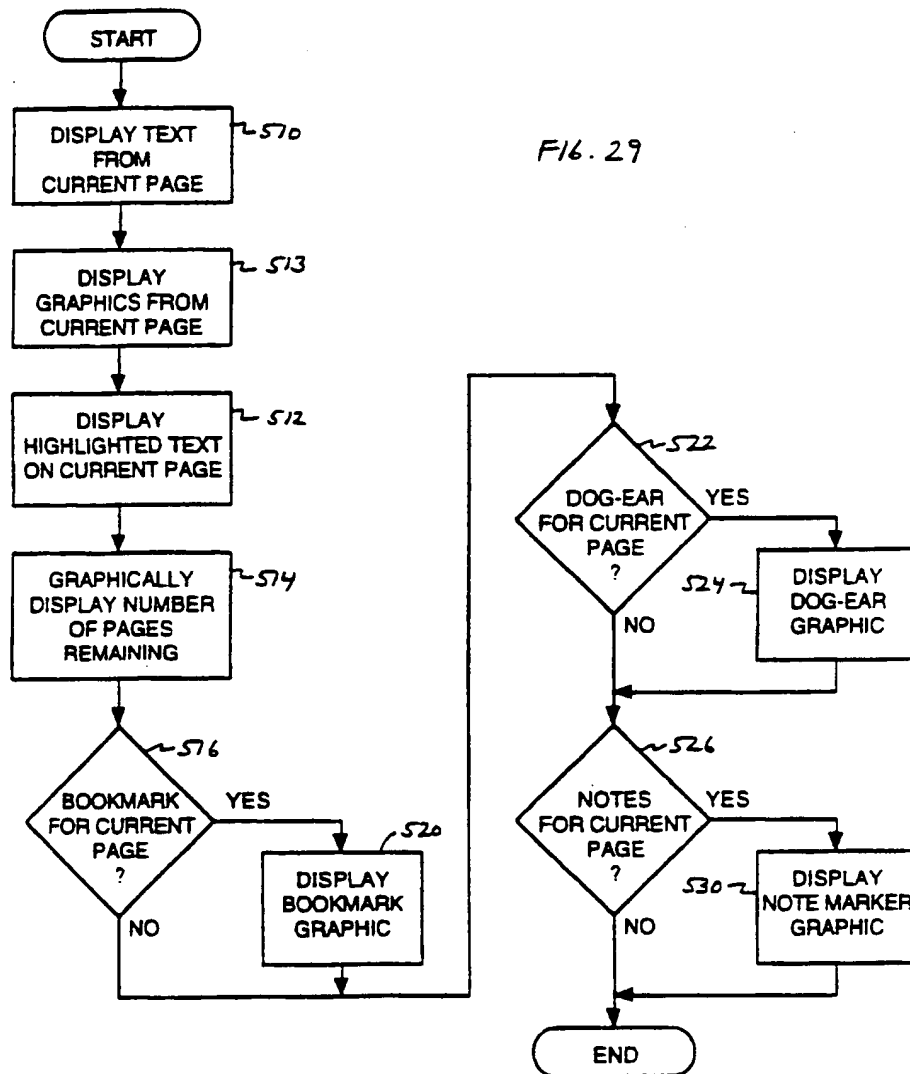 START
DISPLAY TEXT
FROM
CURRENT PAGE
510
FIG. 29
DISPLAY
GRAPHICS FROM
CURRENT PAGE
513
DISPLAY
HIGHLIGHTED TEXT
ON CURRENT PAGE
512
GRAPHICALLY
DISPLAY NUMBER
OF PAGES
REMAINING
514
BOOKMARK
FOR CURRENT
PAGE
?
516
YES
NO
520
DISPLAY
BOOKMARK
GRAPHIC
522
DOG-EAR
FOR CURRENT
PAGE
?
YES
NO
524
DISPLAY
DOG-EAR
GRAPHIC
526
NOTES
FOR CURRENT
PAGE
?
YES
NO
530
DISPLAY
NOTE MARKER
GRAPHIC
END